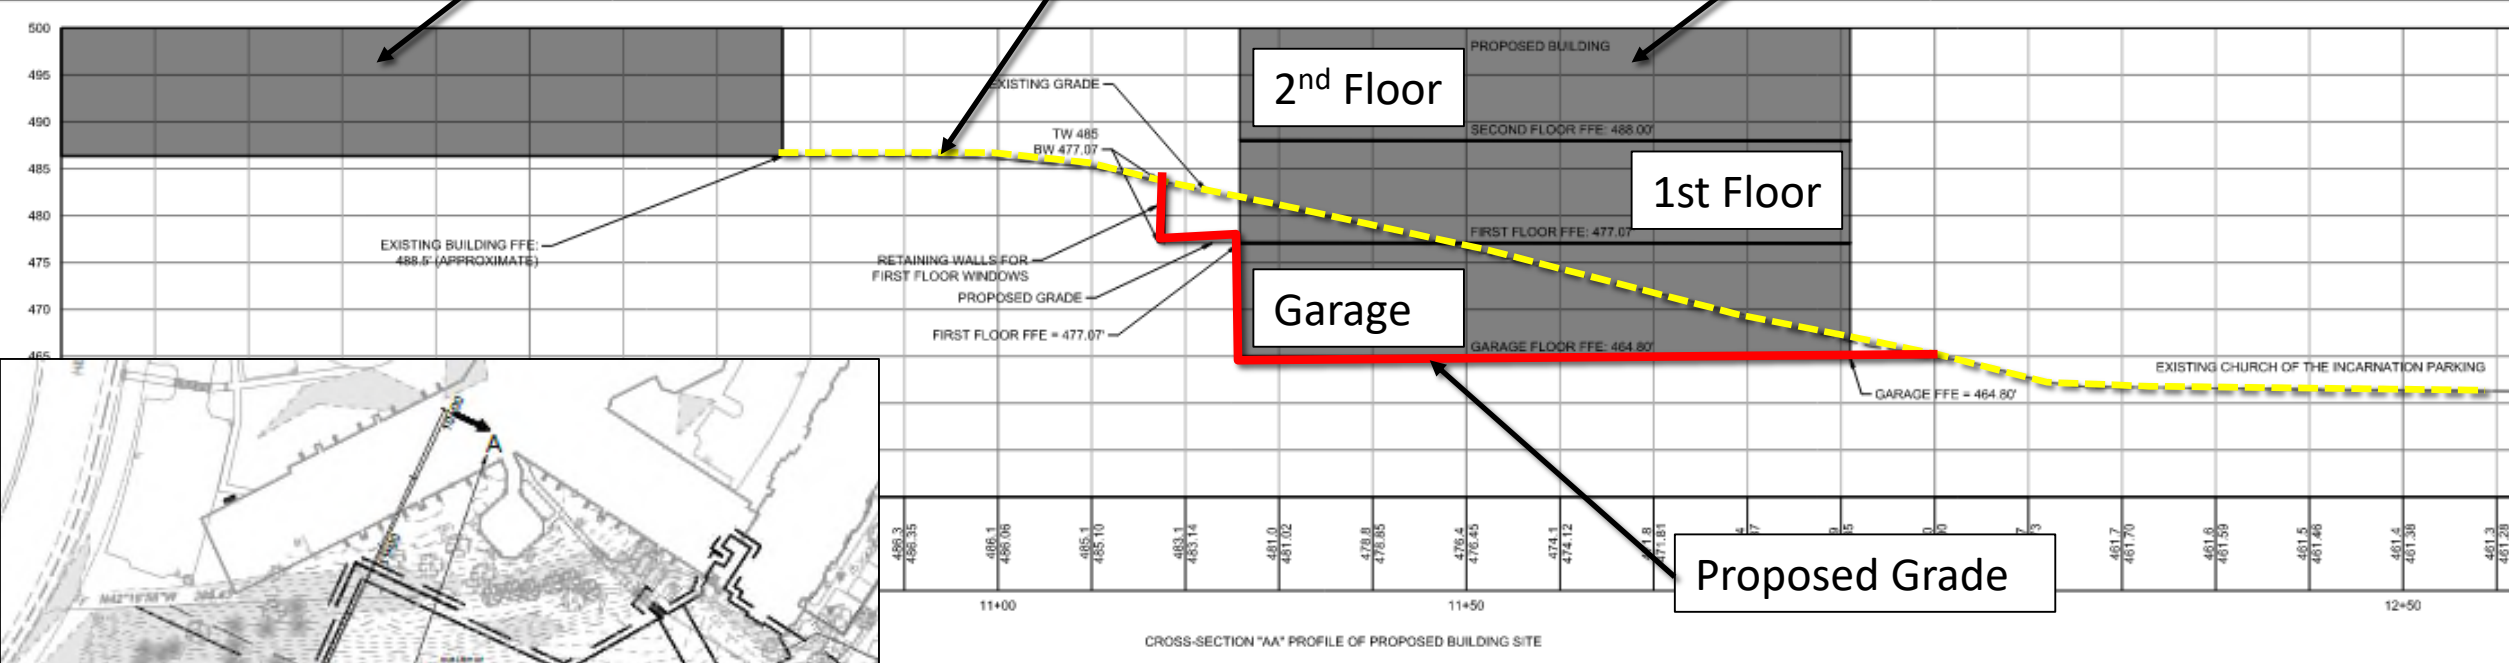 500
495
490
485
480
475
470
465
PROPOSED BUILDING
2nd Floor
EXISTING GRADE
TW 485
BW 477.07
SECOND FLOOR FFE: 488.00'
1st Floor
FIRST FLOOR FFE: 477.07'
EXISTING BUILDING FFE:
488.5' (APPROXIMATE)
RETAINING WALLS FOR
FIRST FLOOR WINDOWS
PROPOSED GRADE
FIRST FLOOR FFE = 477.07'
Garage
GARAGE FLOOR FFE: 464.80'
EXISTING CHURCH OF THE INCARNATION PARKING
GARAGE FFE = 464.80'
A
486.3
486.35
486.1
486.06
485.1
485.10
483.1
483.14
481.0
481.02
478.8
478.85
476.4
476.45
474.1
474.12
471.81
461.7
461.70
461.6
461.59
461.5
461.46
461.4
461.38
461.3
461.28
Proposed Grade
11+00
11+50
12+50
CROSS-SECTION "AA" PROFILE OF PROPOSED BUILDING SITE